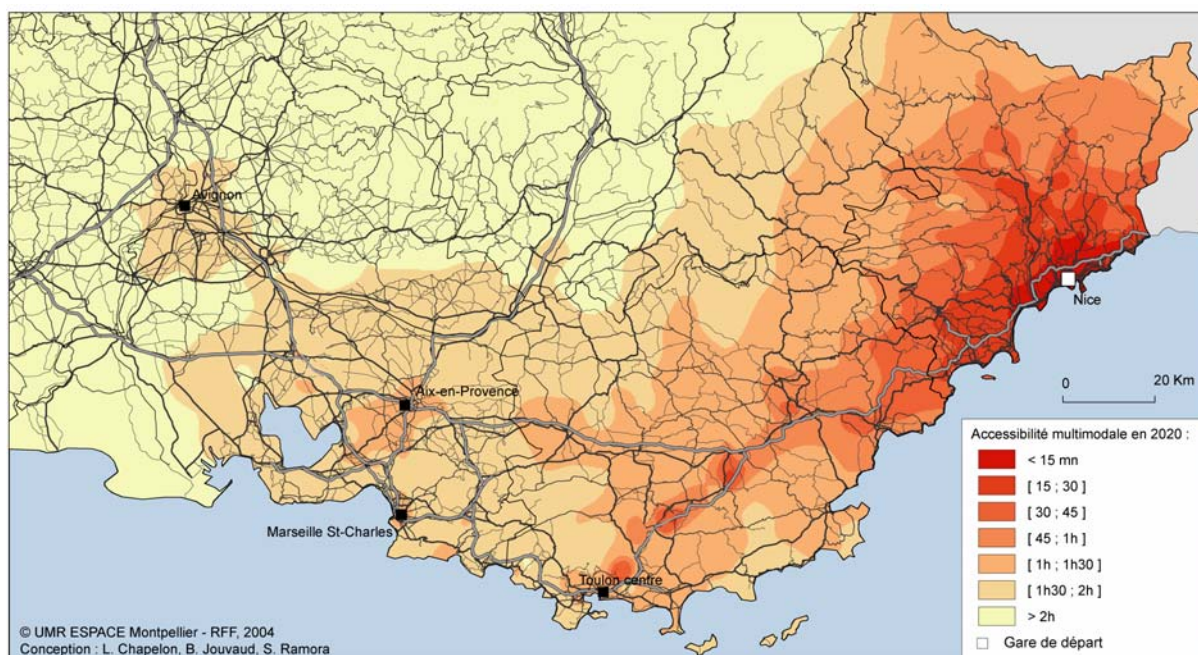 Avignon
Nice
0 20 Km
Aix-en-Provence
Marseille St-Charles
Toulon centre
Accessibilité multimodale en 2020 :
< 15 mn
[ 15 ; 30 ]
[ 30 ; 45 ]
[ 45 ; 1h ]
[ 1h ; 1h30 ]
[ 1h30 ; 2h ]
> 2h
Gare de départ
© UMR ESPACE Montpellier - RFF, 2004
Conception : L. Chapelon, B. Jouvaud, S. Ramora